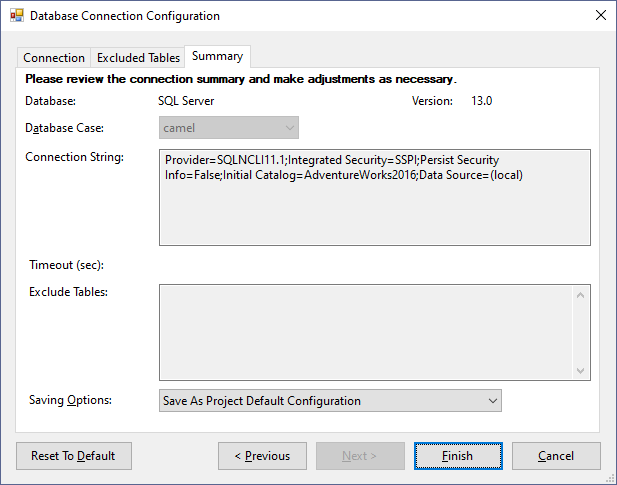 Database Connection Configuration
Connection Excluded Tables Summary
Please review the connection summary and make adjustments as necessary.
Database: SQL Server Version: 13.0
Database Case: camel
Connection String: Provider=SQLNCLI11.1;Integrated Security=SSPI;Persist Security
Info=False;Initial Catalog=AdventureWorks2016;Data Source=(local)
Timeout (sec):
Exclude Tables:
Saving Options: Save As Project Default Configuration
Reset To Default < Previous Next > Finish Cancel